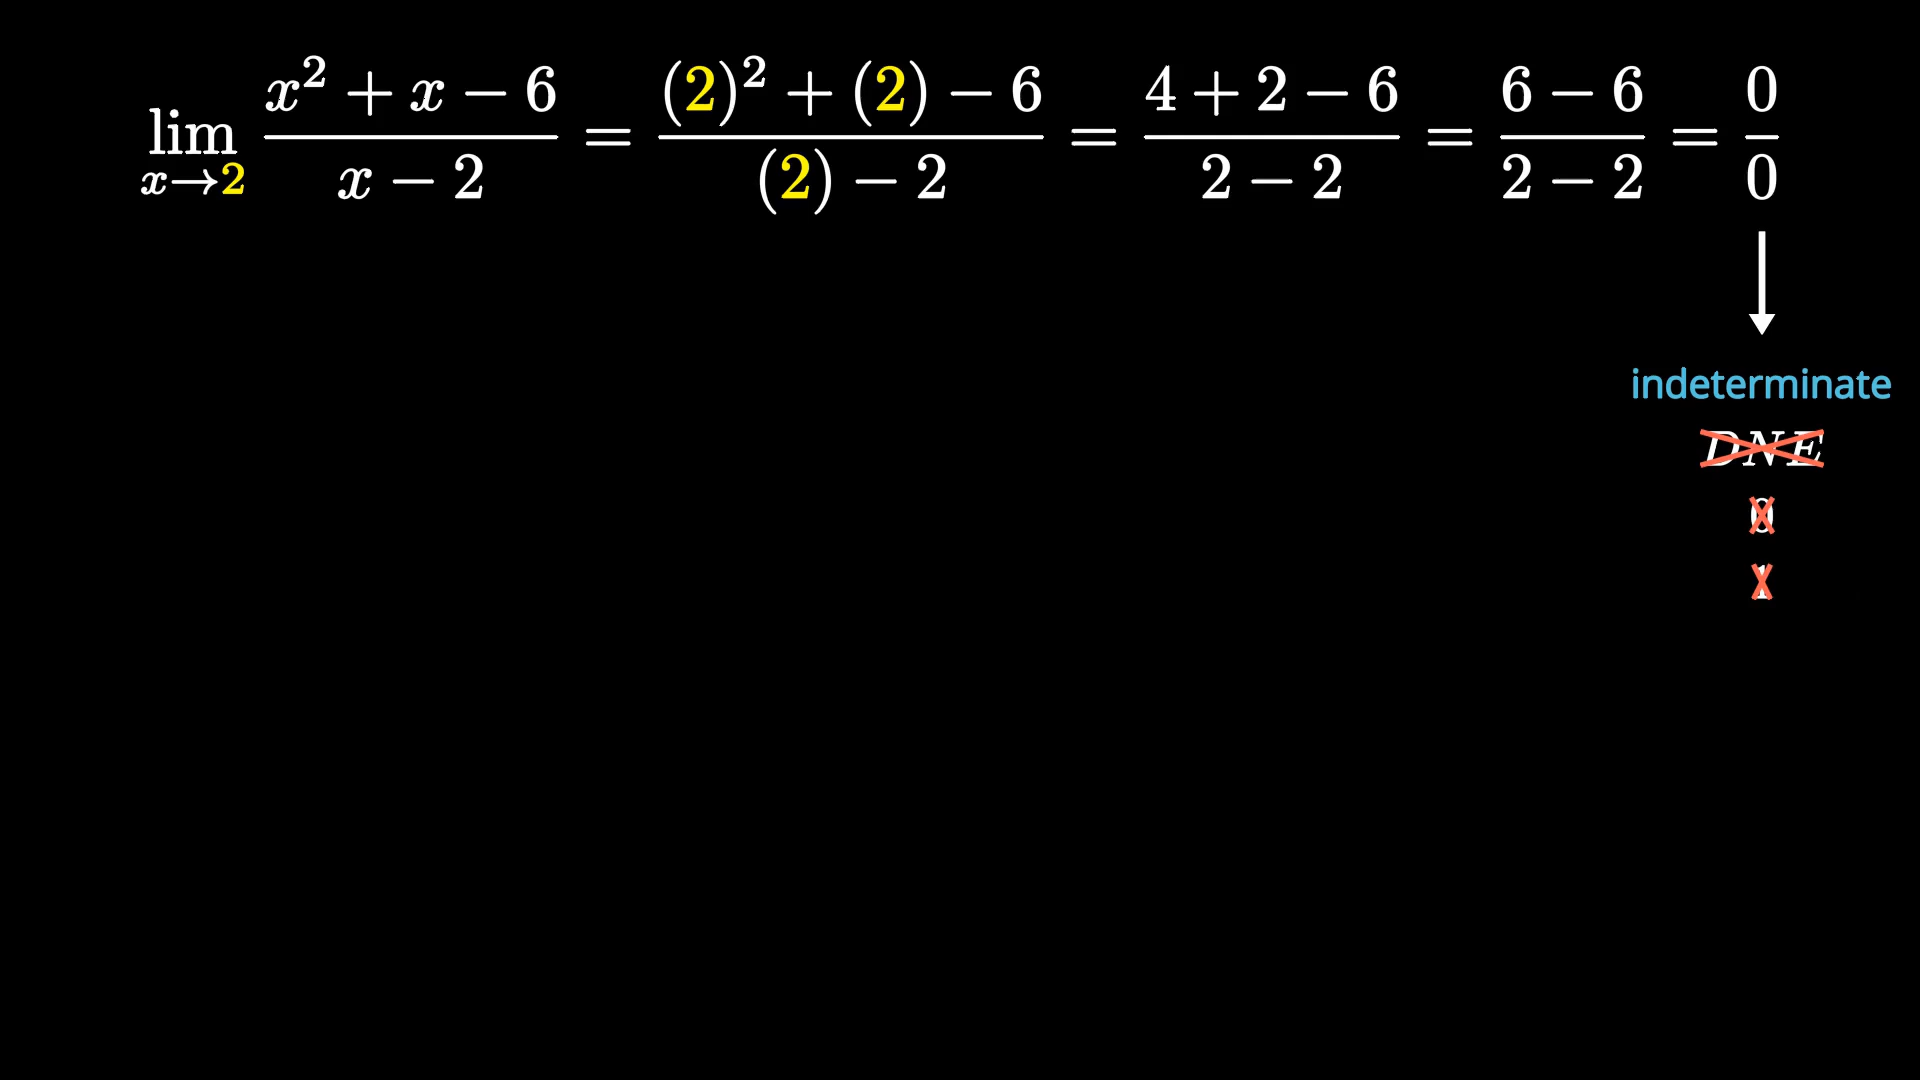 lim x→2 x² + x − 6 / x − 2 = (2)² + (2) − 6 / (2) − 2 = 4 + 2 − 6 / 2 − 2 = 6 − 6 / 2 − 2 = 0 / 0
indeterminate
DNE
0
1